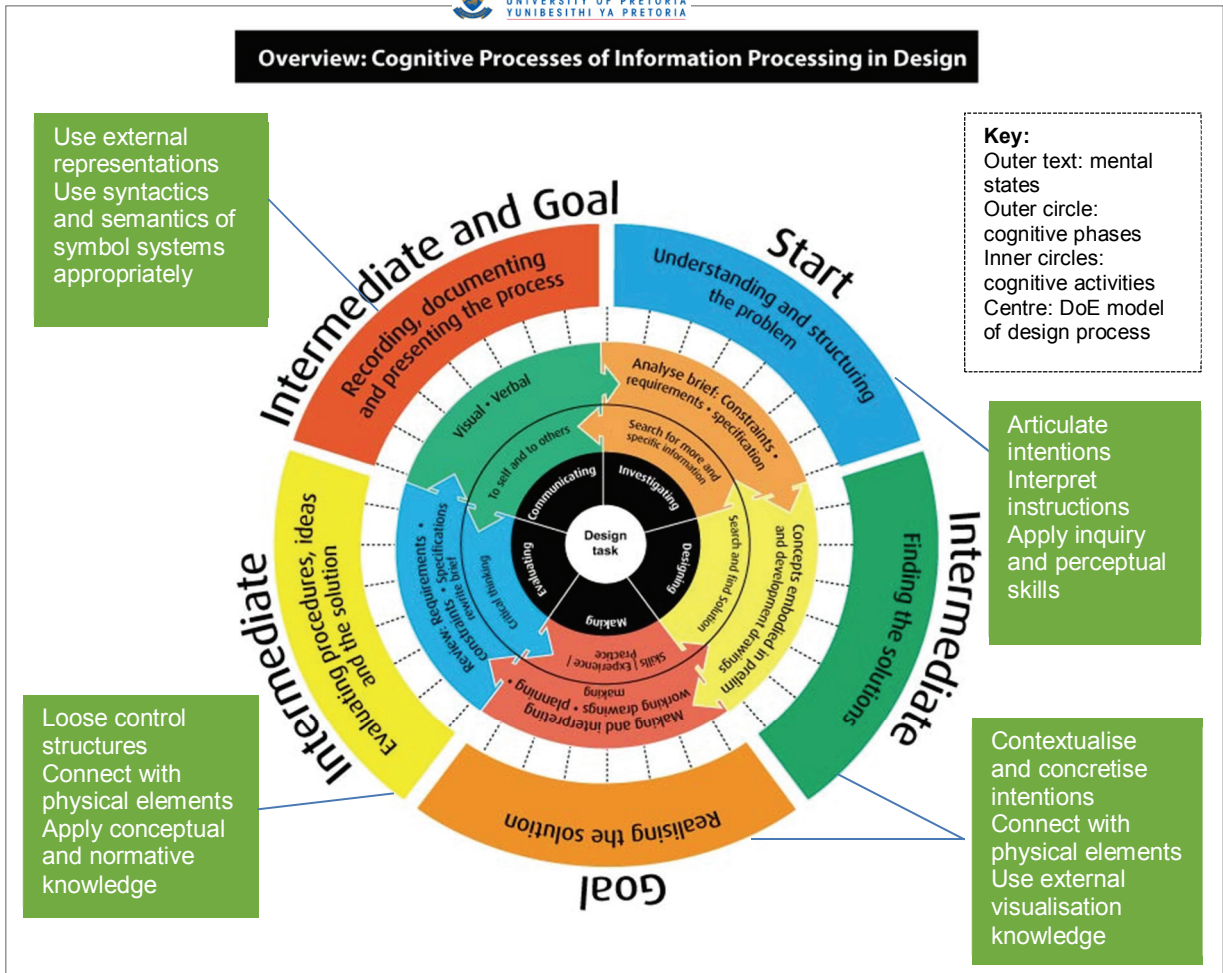 UNIVERSITY OF PRETORIA
YUNIBESITHI YA PRETORIA
Overview: Cognitive Processes of Information Processing in Design
Use external
representations
Use syntactics
and semantics of
symbol systems
appropriately
Key:
Outer text: mental
states
Outer circle:
cognitive phases
Inner circles:
cognitive activities
Centre: DoE model
of design process
Intermediate and Goal
Start
Intermediate
Goal
Intermediate
Recording, documenting
and presenting the process
Understanding and structuring
the problem
Finding the solutions
Realising the solution
Evaluating procedures, ideas
and the solution
Visual • Verbal
To self and to others
Analyse brief: Constraints •
requirements • specification
Search for more and
specific information
Concepts embodied in prelim
and development drawings
Search and find Solution
Making and interpreting
working drawings • planning •
making
Skills | Experience |
Practice
Review: Requirements •
constrains • Specifications
rewrite brief
Critical thinking
Communicating
Investigating
Designing
Making
Evaluating
Design
task
Articulate
intentions
Interpret
instructions
Apply inquiry
and perceptual
skills
Loose control
structures
Connect with
physical elements
Apply conceptual
and normative
knowledge
Contextualise
and concretise
intentions
Connect with
physical elements
Use external
visualisation
knowledge